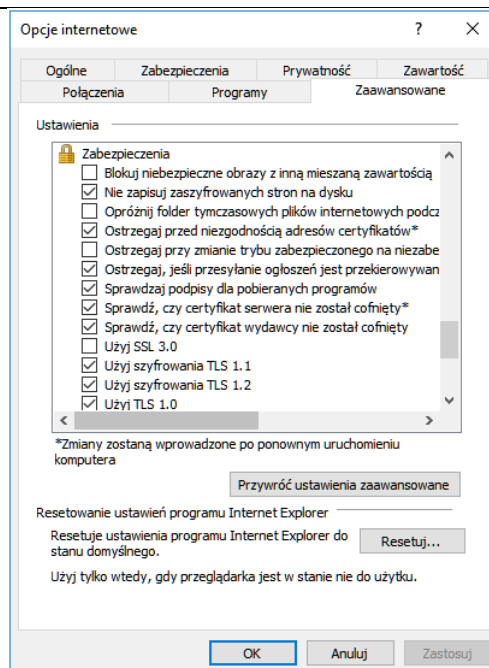 Opcje internetowe
Ogólne Zabezpieczenia Prywatność Zawartość
Połączenia Programy Zaawansowane
Ustawienia
Zabezpieczenia
Blokuj niebezpieczne obrazy z inną mieszaną zawartością
Nie zapisuj zaszyfrowanych stron na dysku
Opróżnij folder tymczasowych plików internetowych podcz
Ostrzegaj przed niezgodnością adresów certyfikatów*
Ostrzegaj przy zmianie trybu zabezpieczonego na niezabe
Ostrzegaj, jeśli przesyłanie ogłoszeń jest przekierowywan
Sprawdzaj podpisy dla pobieranych programów
Sprawdź, czy certyfikat serwera nie został cofnięty*
Sprawdź, czy certyfikat wydawcy nie został cofnięty
Użyj SSL 3.0
Użyj szyfrowania TLS 1.1
Użyj szyfrowania TLS 1.2
Użyj TLS 1.0
*Zmiany zostaną wprowadzone po ponownym uruchomieniu
komputera
Przywróć ustawienia zaawansowane
Resetowanie ustawień programu Internet Explorer
Resetuje ustawienia programu Internet Explorer do
stanu domyślnego.
Resetuj...
Użyj tylko wtedy, gdy przeglądarka jest w stanie nie do użytku.
OK Anuluj Zastosuj